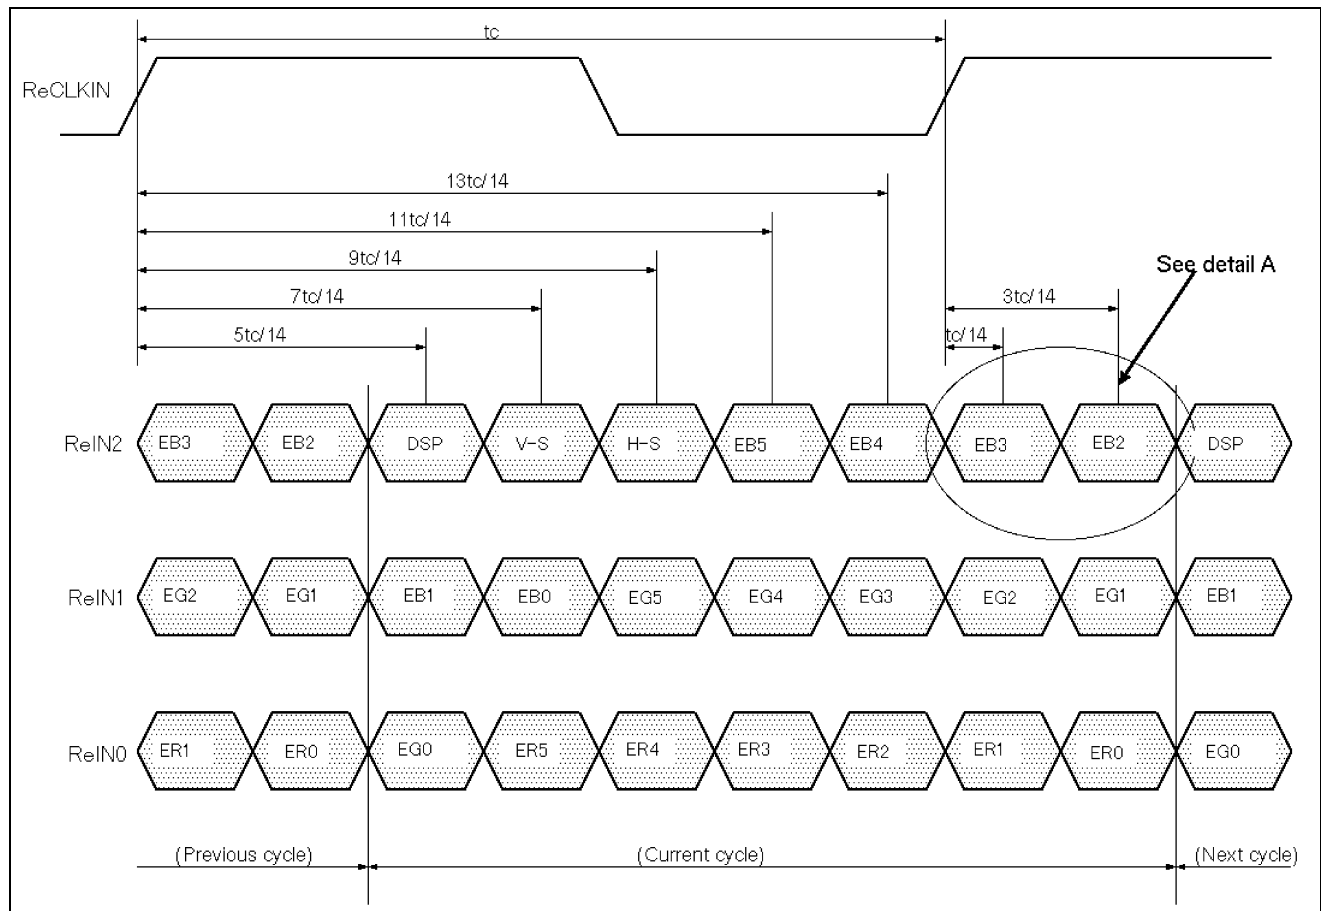 tc
ReCLKIN
13tc/14
11tc/14
9tc/14
See detail A
7tc/14
3tc/14
5tc/14
tc/14
ReIN2 EB3 EB2 DSP V-S H-S EB5 EB4 EB3 EB2 DSP
ReIN1 EG2 EG1 EB1 EB0 EG5 EG4 EG3 EG2 EG1 EB1
ReIN0 ER1 ER0 EG0 ER5 ER4 ER3 ER2 ER1 ER0 EG0
(Previous cycle) (Current cycle) (Next cycle)